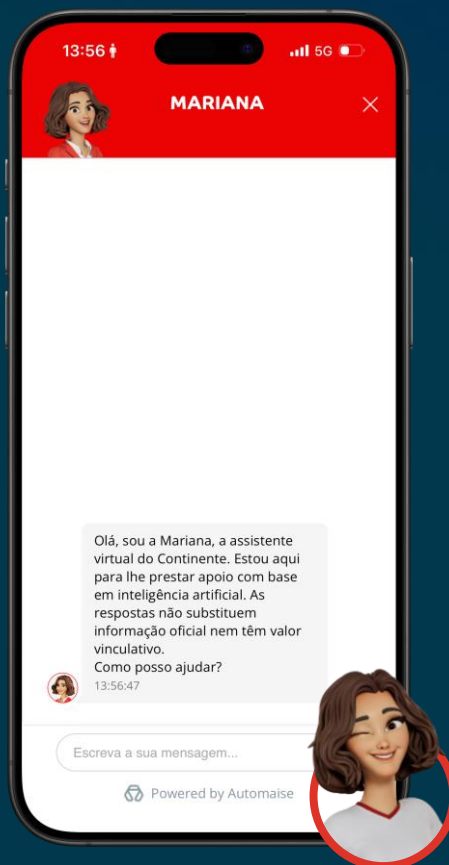 13:56
5G
MARIANA
Olá, sou a Mariana, a assistente
virtual do Continente. Estou aqui
para lhe prestar apoio com base
em inteligência artificial. As
respostas não substituem
informação oficial nem têm valor
vinculativo.
Como posso ajudar?
13:56:47
Escreva a sua mensagem...
Powered by Automaise